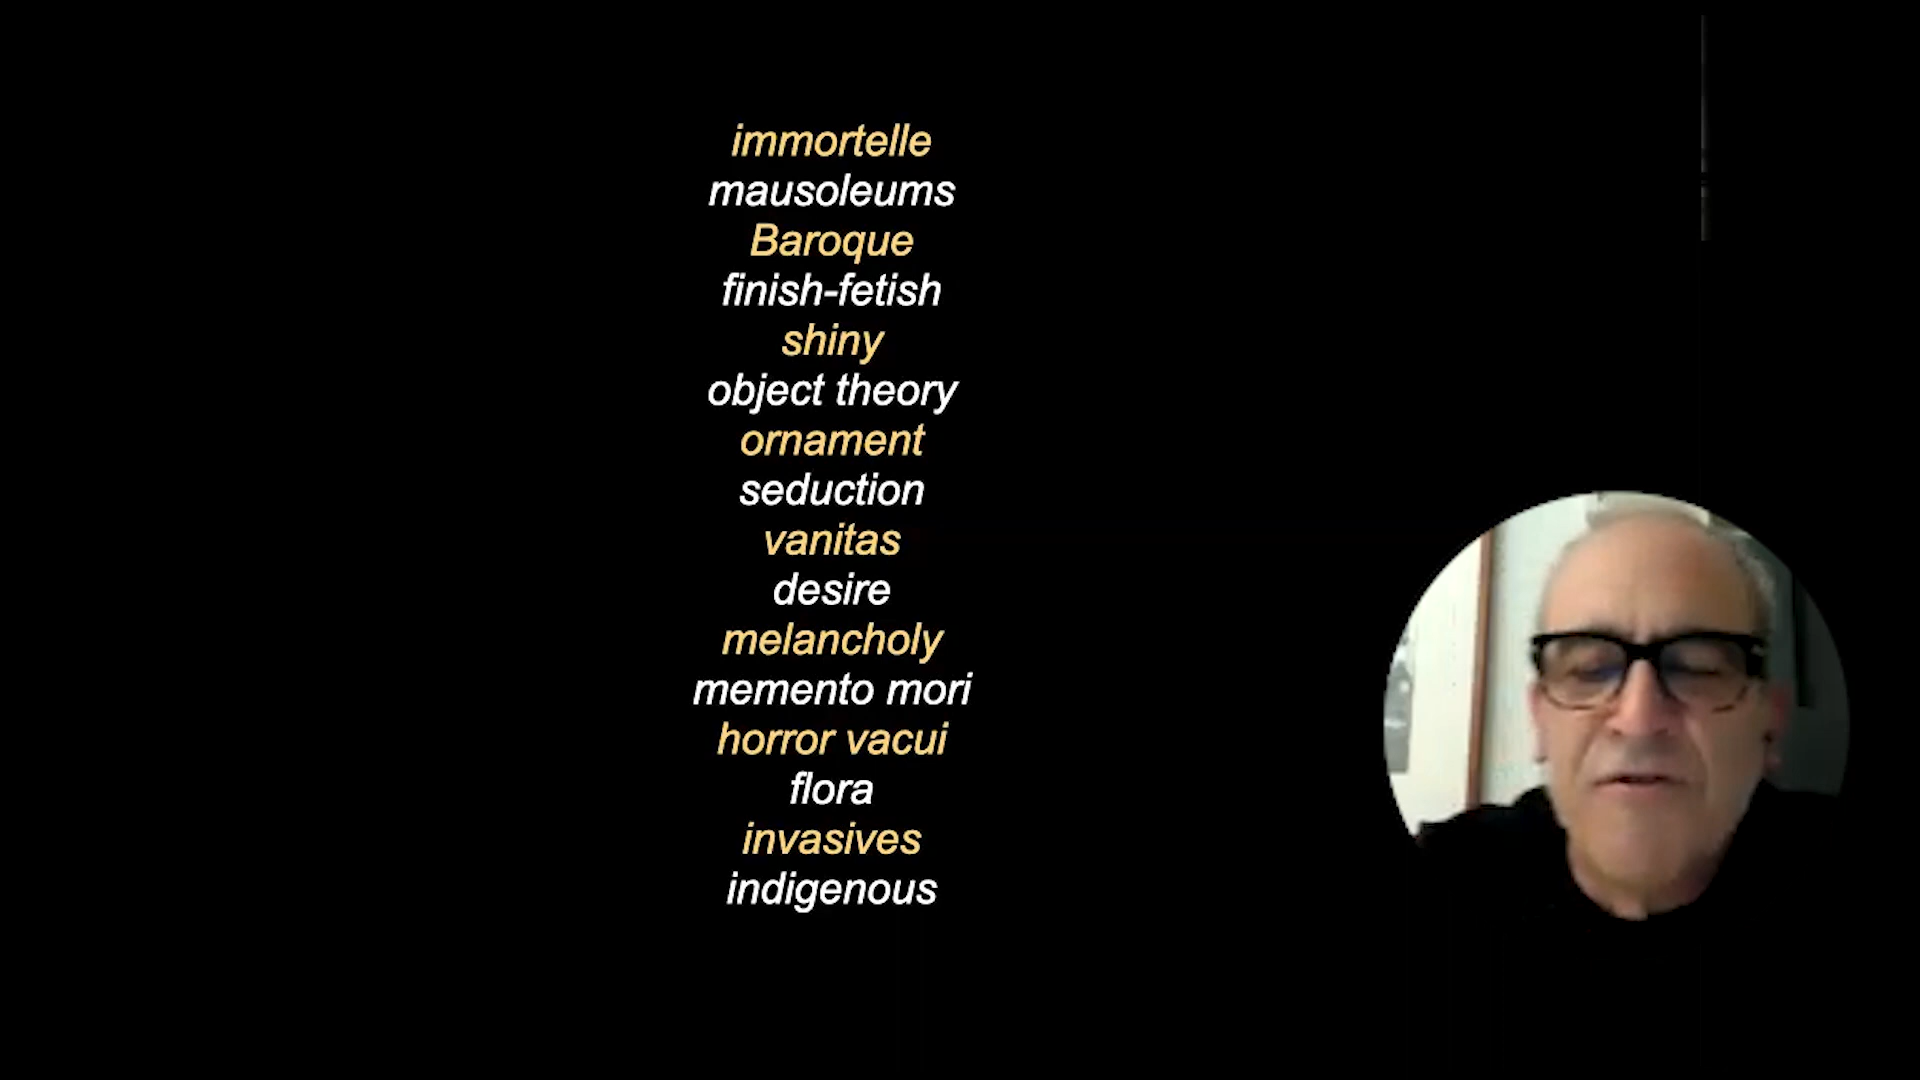 immortelle
mausoleums
Baroque
finish-fetish
shiny
object theory
ornament
seduction
vanitas
desire
melancholy
memento mori
horror vacui
flora
invasives
indigenous